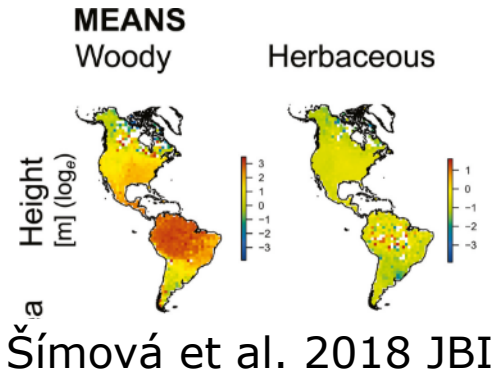 MEANS
Woody
Herbaceous
Height
[m] (logₑ)
3
2
1
0
−1
−2
−3
1
0
−1
−2
−3
a
Šímová et al. 2018 JBI